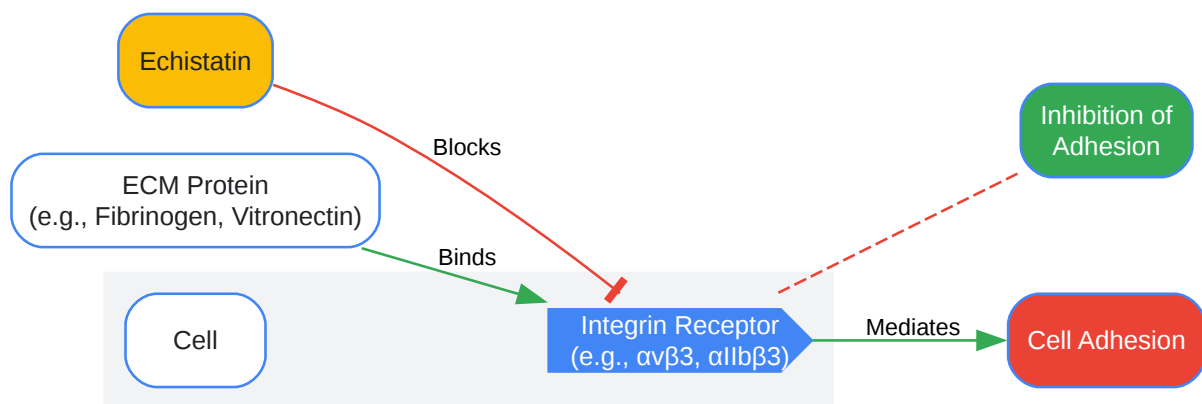 Echistatin
Blocks
Inhibition of
Adhesion
ECM Protein
(e.g., Fibrinogen, Vitronectin)
Binds
Cell
Integrin Receptor
(e.g., αvβ3, αIIbβ3)
Mediates
Cell Adhesion